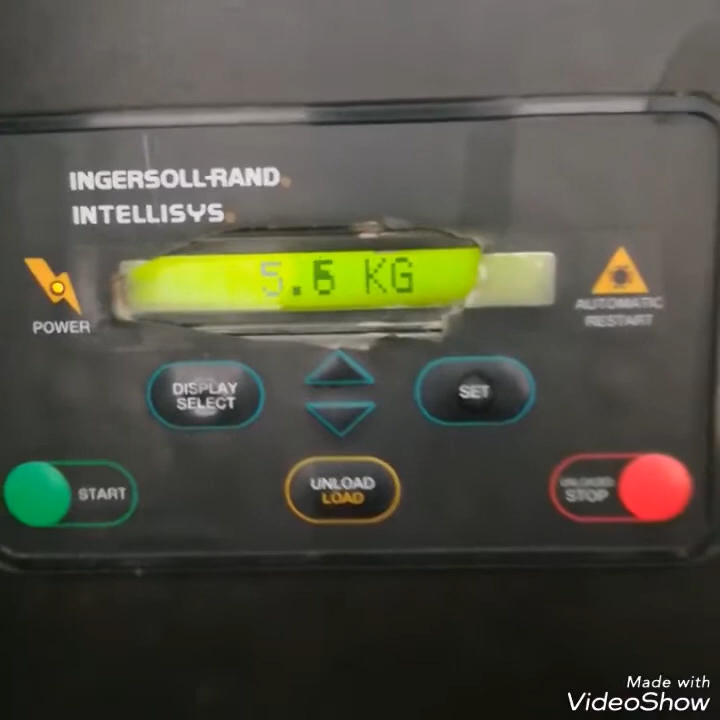 INGERSOLL-RAND
INTELLISYS
5.6 KG
POWER
AUTOMATIC
RESTART
DISPLAY
SELECT
SET
START
UNLOAD
LOAD
UNLOADED
STOP
Made with
VideoShow